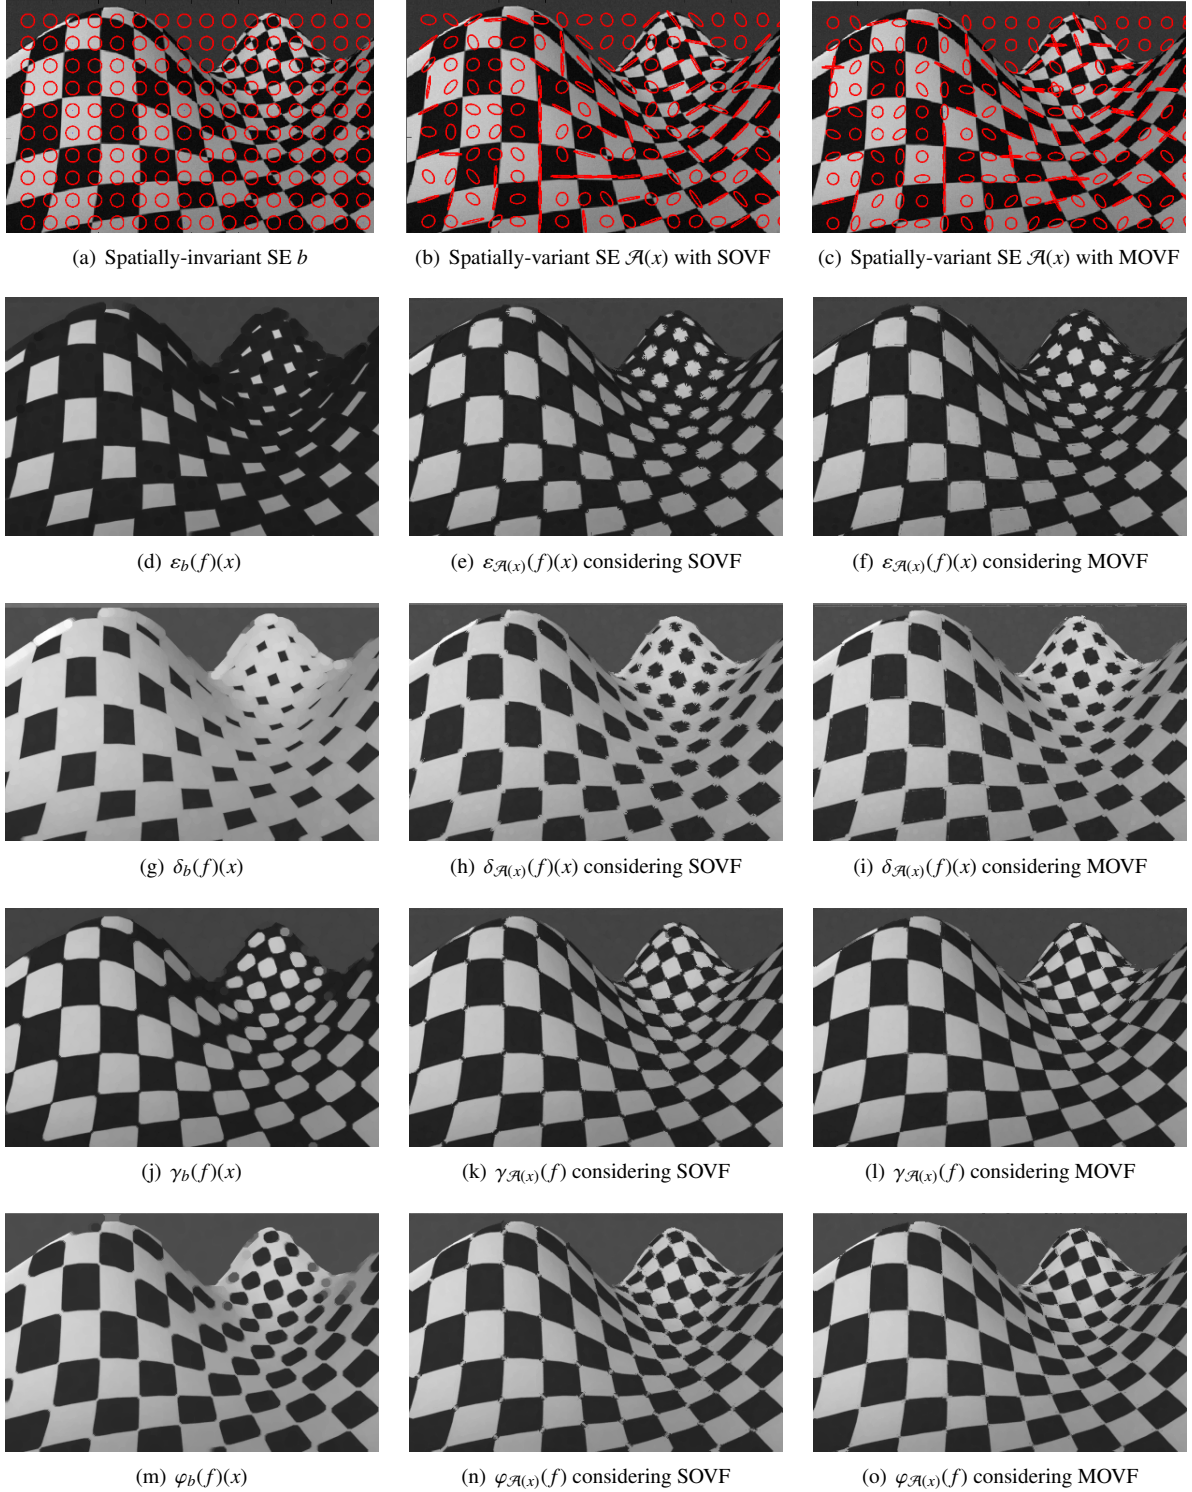 (a) Spatially-invariant SE b
(b) Spatially-variant SE 𝒜(x) with SOVF
(c) Spatially-variant SE 𝒜(x) with MOVF
(d) ε_b(f)(x)
(e) ε_𝒜(x)(f)(x) considering SOVF
(f) ε_𝒜(x)(f)(x) considering MOVF
(g) δ_b(f)(x)
(h) δ_𝒜(x)(f)(x) considering SOVF
(i) δ_𝒜(x)(f)(x) considering MOVF
(j) γ_b(f)(x)
(k) γ_𝒜(x)(f) considering SOVF
(l) γ_𝒜(x)(f) considering MOVF
(m) φ_b(f)(x)
(n) φ_𝒜(x)(f) considering SOVF
(o) φ_𝒜(x)(f) considering MOVF